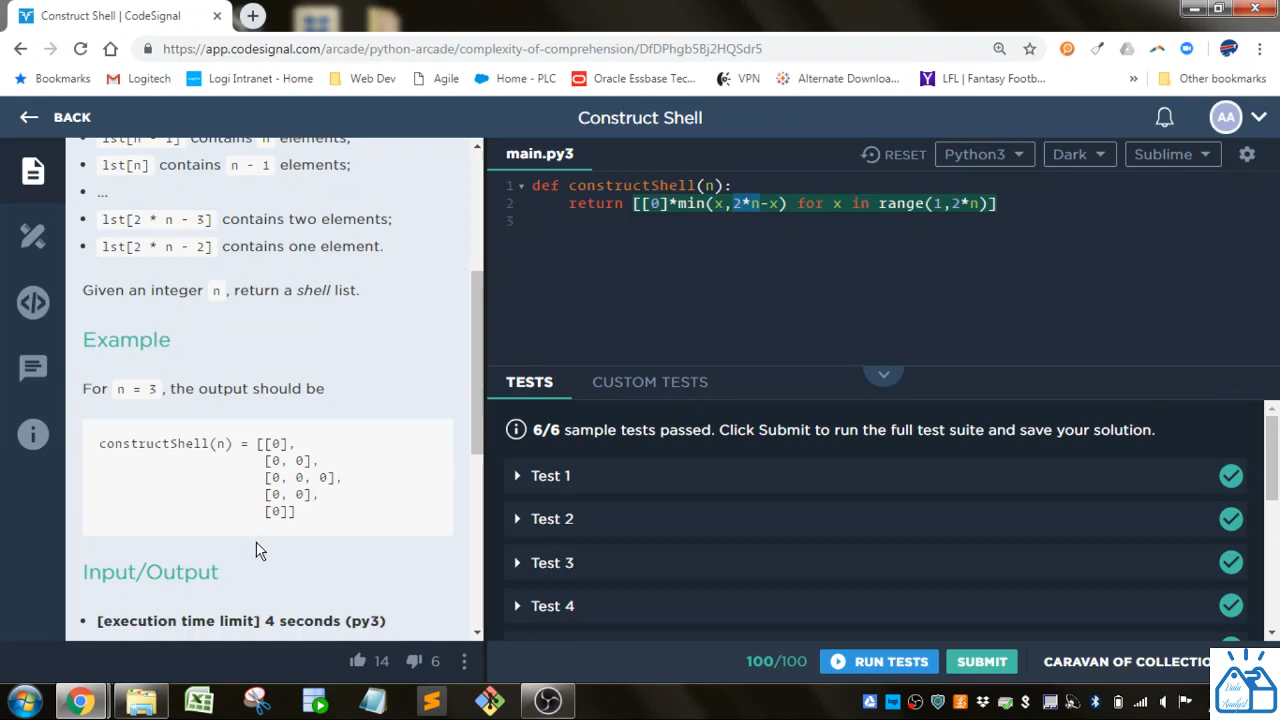 Construct Shell | CodeSignal
https://app.codesignal.com/arcade/python-arcade/complexity-of-comprehension/DfDPhgb5Bj2HQSdr5
Bookmarks Logitech Logi Intranet - Home Web Dev Agile Home - PLC Oracle Essbase Tec... VPN Alternate Downloa... LFL | Fantasy Footb... » Other bookmarks
BACK Construct Shell AA
lst[n - 1] contains n elements;
lst[n] contains n - 1 elements;
...
lst[2 * n - 3] contains two elements;
lst[2 * n - 2] contains one element.
Given an integer n, return a shell list.
Example
For n = 3, the output should be
constructShell(n) = [[0],
[0, 0],
[0, 0, 0],
[0, 0],
[0]]
Input/Output
[execution time limit] 4 seconds (py3)
14 6
main.py3 RESET Python3 Dark Sublime
1 def constructShell(n):
2 return [[0]*min(x,2*n-x) for x in range(1,2*n)]
3
TESTS CUSTOM TESTS
6/6 sample tests passed. Click Submit to run the full test suite and save your solution.
Test 1
Test 2
Test 3
Test 4
100/100 RUN TESTS SUBMIT CARAVAN OF COLLECTIO
Data
Analyst